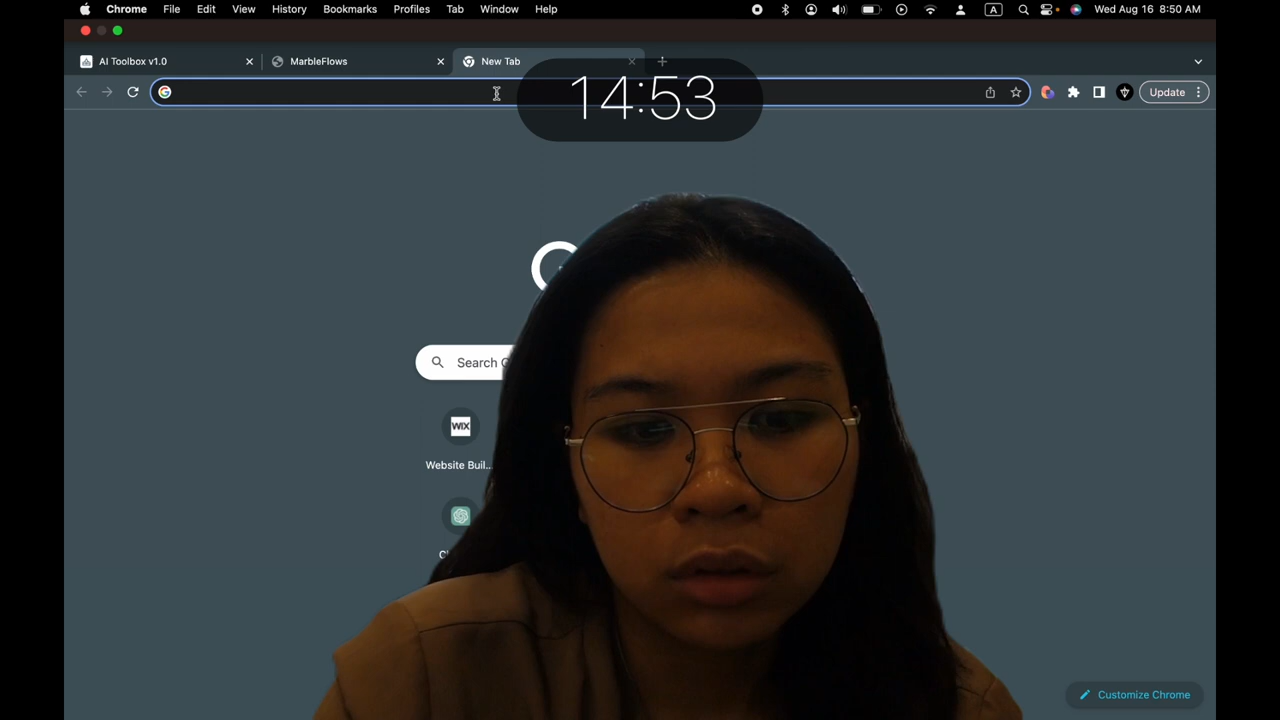 Chrome File Edit View History Bookmarks Profiles Tab Window Help A Wed Aug 16 8:50 AM
AI Toolbox v1.0 MarbleFlows New Tab
Update
14:53
Search
WIX
Website Buil...
Customize Chrome